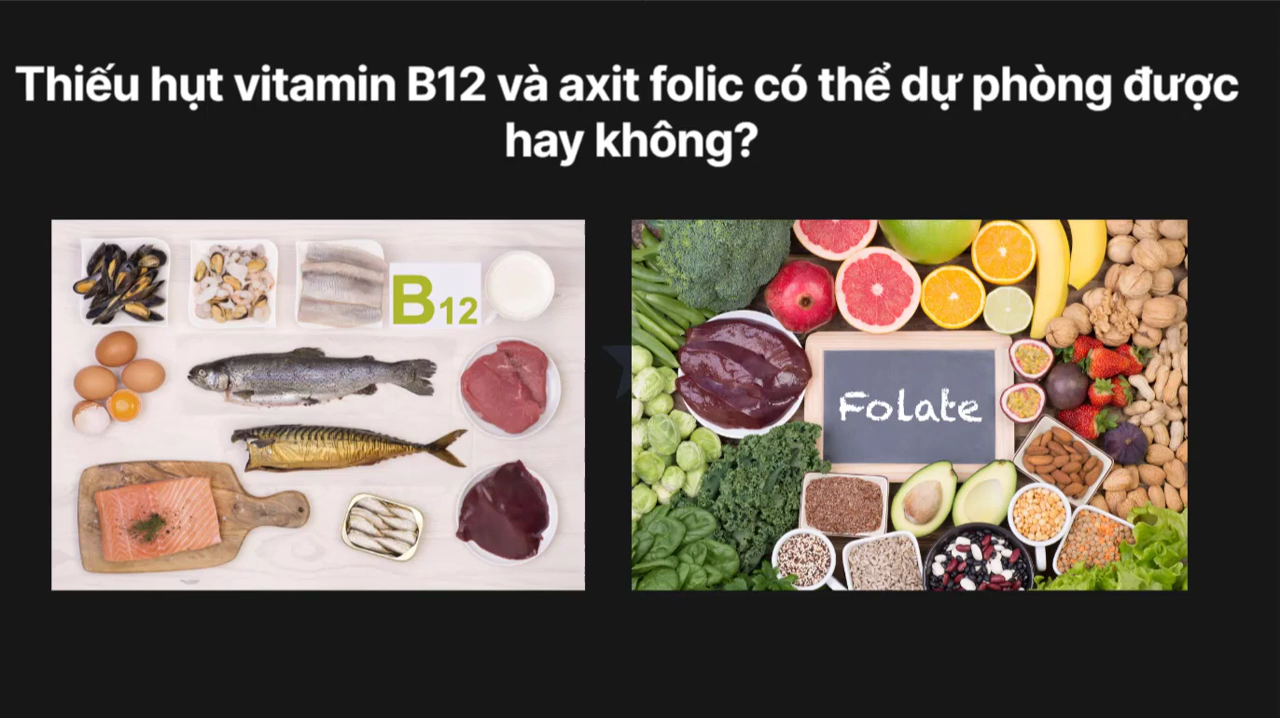 Thiếu hụt vitamin B12 và axit folic có thể dự phòng được
hay không?
B12
Folate